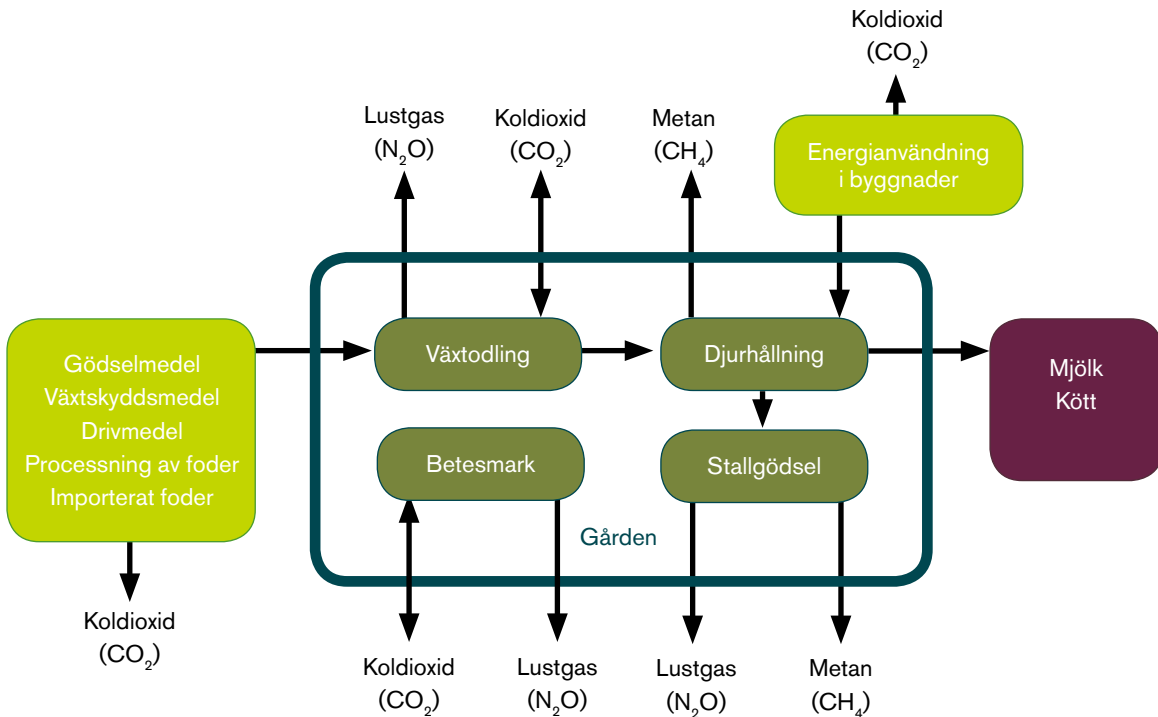 Koldioxid
(CO₂)
Lustgas
(N₂O)
Koldioxid
(CO₂)
Metan
(CH₄)
Energianvändning
i byggnader
Gödselmedel
Växtskyddsmedel
Drivmedel
Processning av foder
Importerat foder
Växtodling
Djurhållning
Mjölk
Kött
Betesmark
Stallgödsel
Gården
Koldioxid
(CO₂)
Koldioxid
(CO₂)
Lustgas
(N₂O)
Lustgas
(N₂O)
Metan
(CH₄)